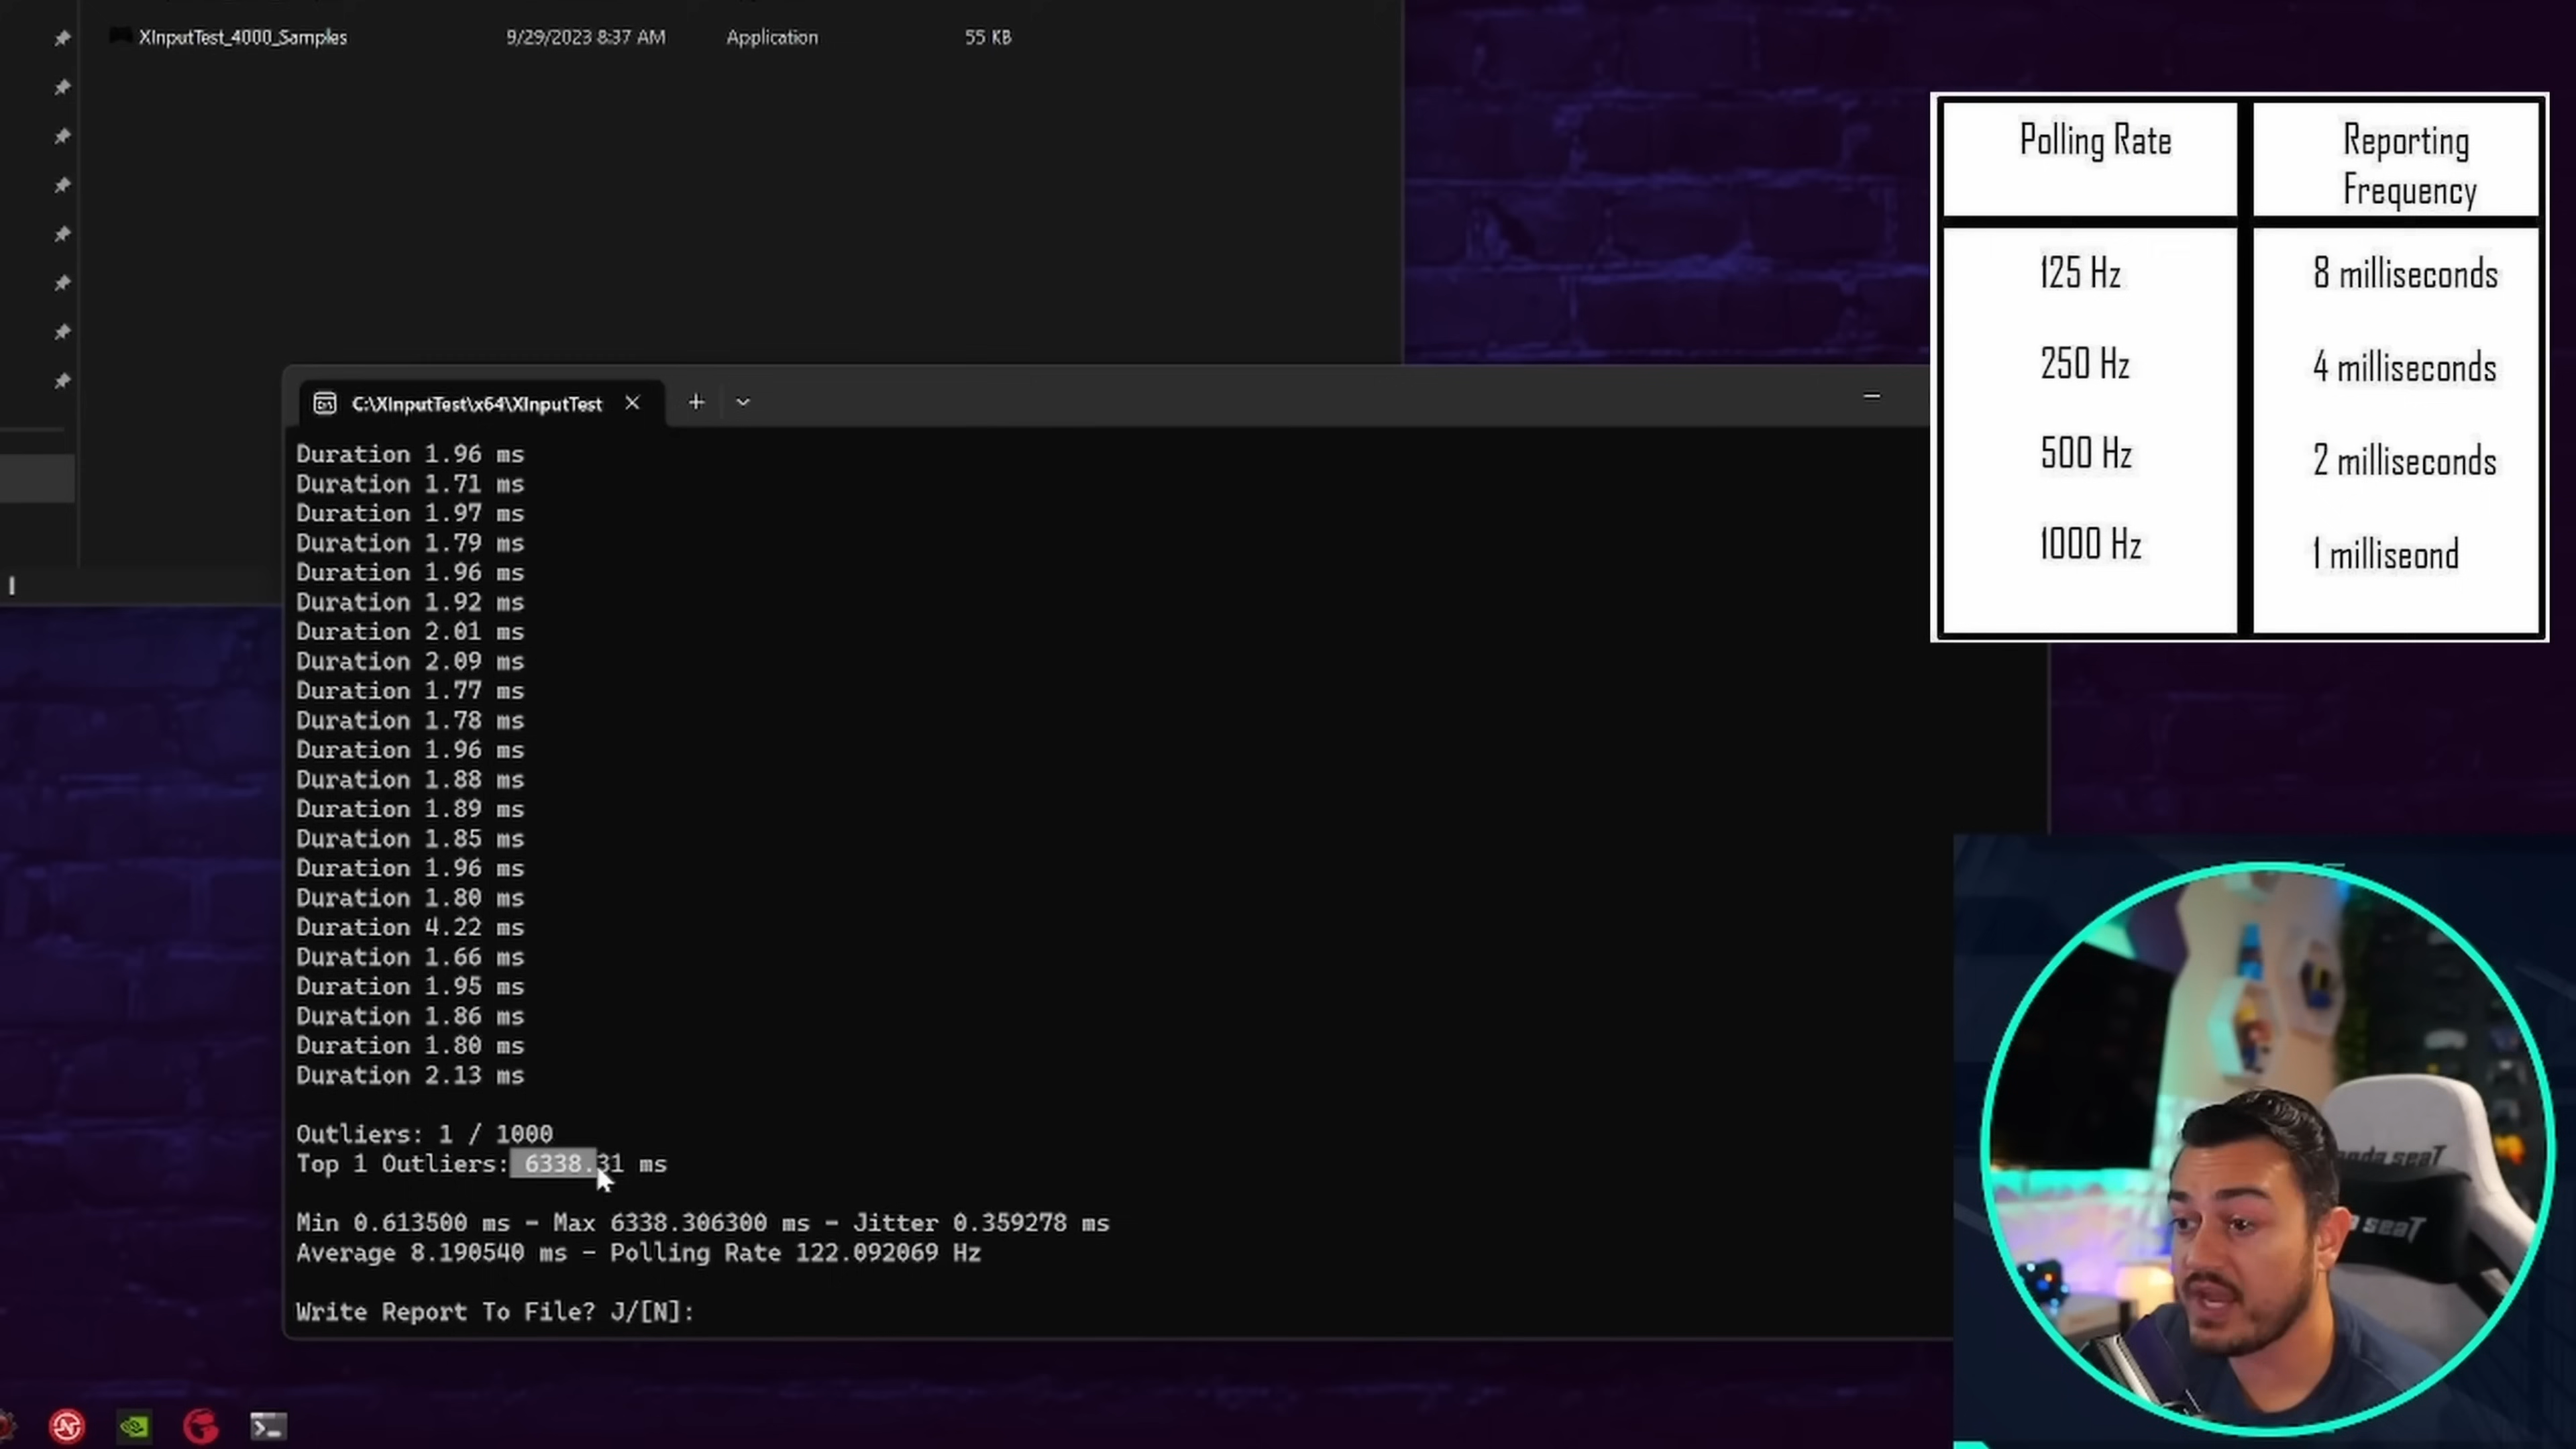 XInputTest_4000_Samples 9/29/2023 8:37 AM Application 55 KB
Polling Rate
Reporting
Frequency
125 Hz 8 milliseconds
250 Hz 4 milliseconds
500 Hz 2 milliseconds
1000 Hz 1 milliseond
C:\XInputTest\x64\XInputTest
Duration 1.96 ms
Duration 1.71 ms
Duration 1.97 ms
Duration 1.79 ms
Duration 1.96 ms
Duration 1.92 ms
Duration 2.01 ms
Duration 2.09 ms
Duration 1.77 ms
Duration 1.78 ms
Duration 1.96 ms
Duration 1.88 ms
Duration 1.89 ms
Duration 1.85 ms
Duration 1.96 ms
Duration 1.80 ms
Duration 4.22 ms
Duration 1.66 ms
Duration 1.95 ms
Duration 1.86 ms
Duration 1.80 ms
Duration 2.13 ms
Outliers: 1 / 1000
Top 1 Outliers: 6338.31 ms
Min 0.613500 ms - Max 6338.306300 ms - Jitter 0.359278 ms
Average 8.190540 ms - Polling Rate 122.092069 Hz
Write Report To File? J/[N]:
seaT